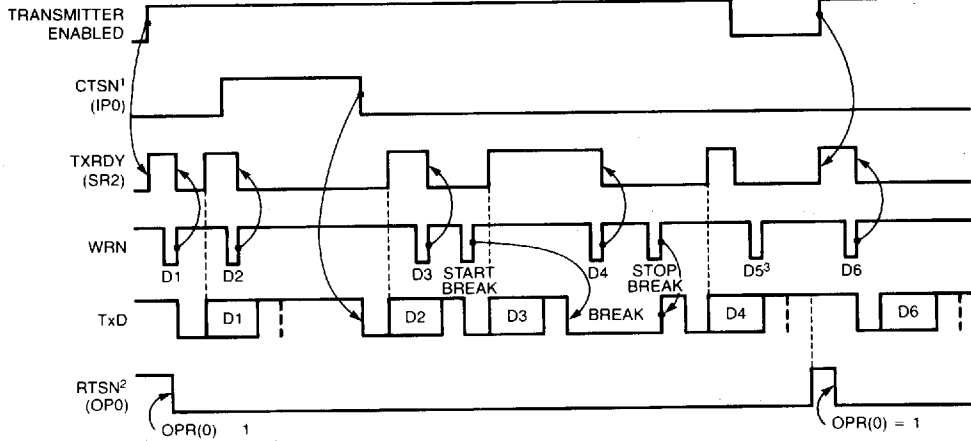 TRANSMITTER
ENABLED
CTSN¹
(IP0)
TXRDY
(SR2)
WRN
D1
D2
D3
START
BREAK
D4
STOP
BREAK
D5³
D6
TxD
D1
D2
D3
BREAK
D4
D6
RTSN²
(OP0)
OPR(0) 1
OPR(0) = 1